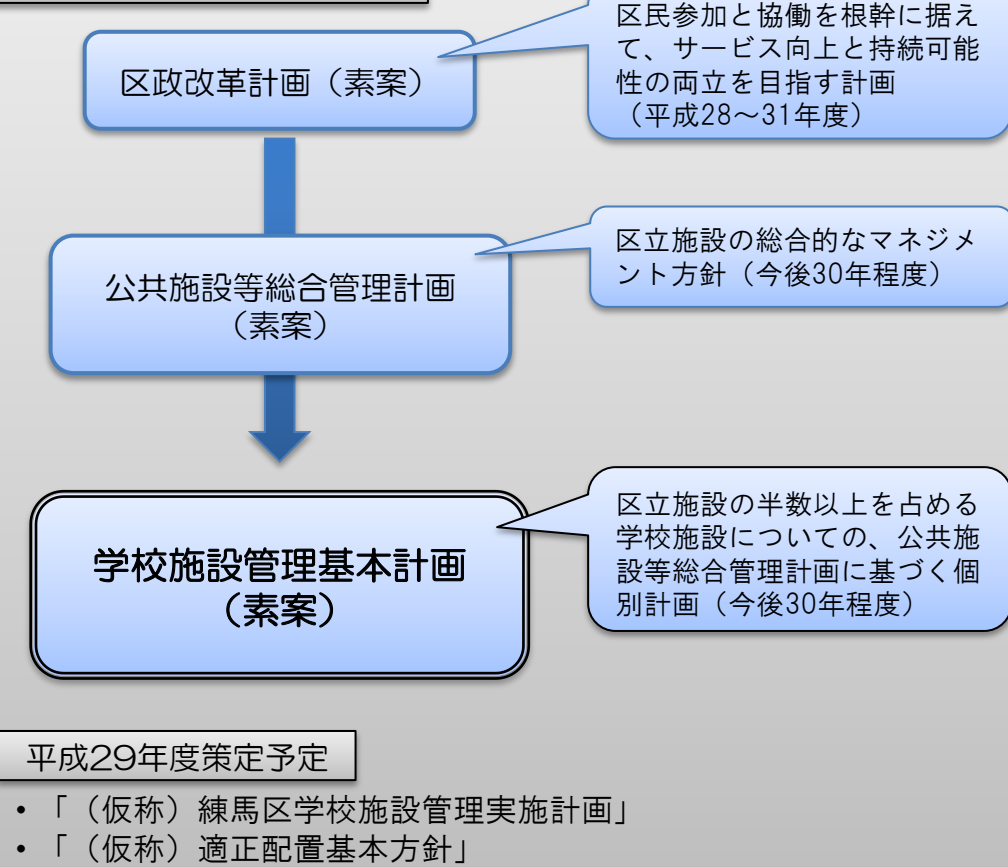 区政改革計画（素案）
区民参加と協働を根幹に据え
て、サービス向上と持続可能
性の両立を目指す計画
（平成28～31年度）
公共施設等総合管理計画
（素案）
区立施設の総合的なマネジメ
ント方針（今後30年程度）
学校施設管理基本計画
（素案）
区立施設の半数以上を占める
学校施設についての、公共施
設等総合管理計画に基づく個
別計画（今後30年程度）
平成29年度策定予定
・「（仮称）練馬区学校施設管理実施計画」
・「（仮称）適正配置基本方針」